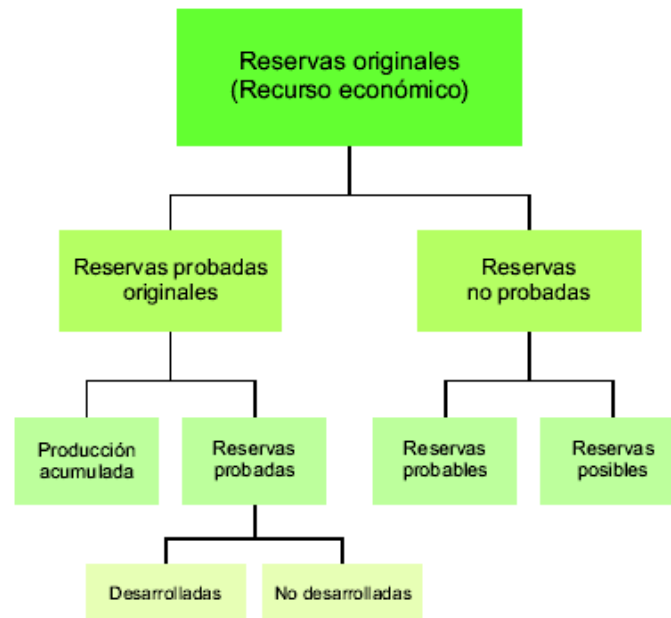 Reservas originales
(Recurso económico)
Reservas probadas
originales
Reservas
no probadas
Producción
acumulada
Reservas
probadas
Reservas
probables
Reservas
posibles
Desarrolladas
No desarrolladas